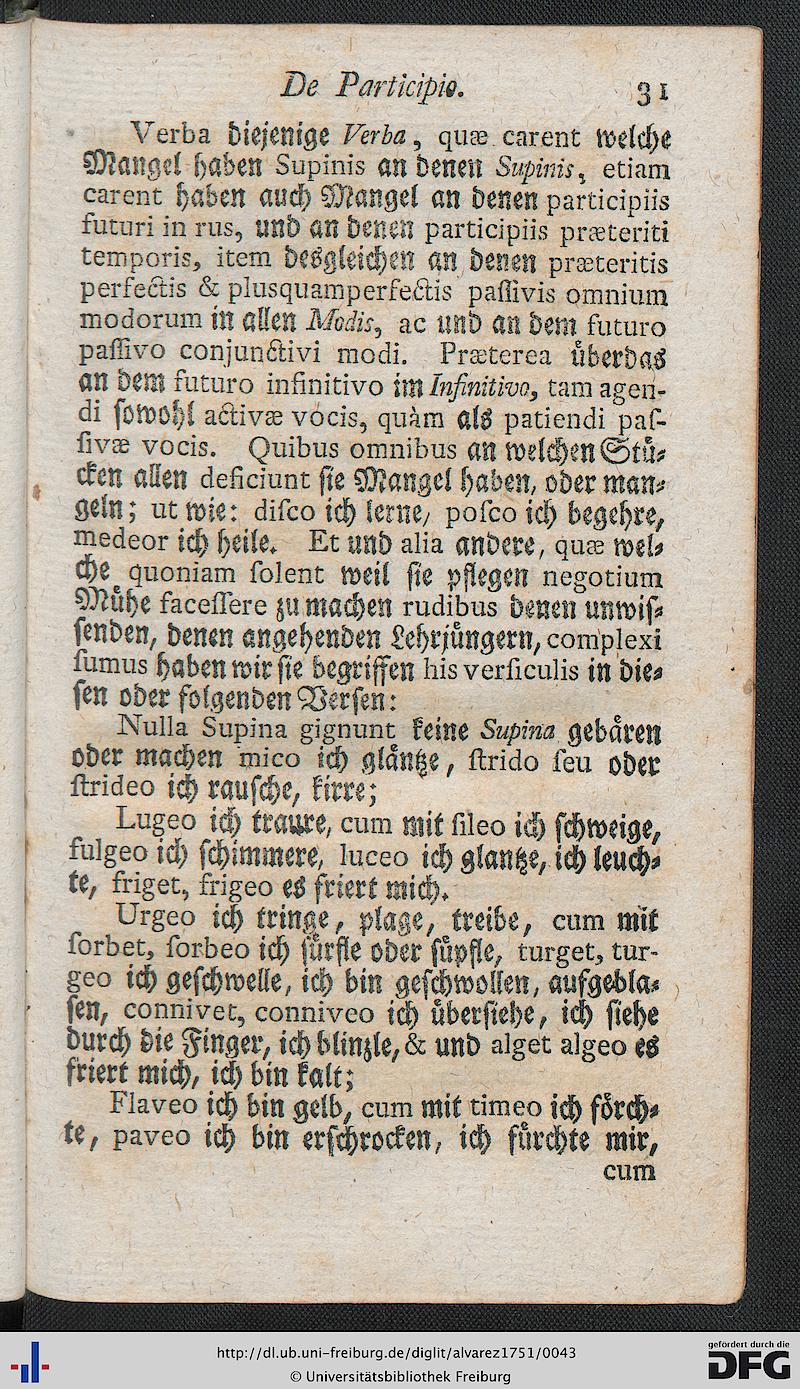 De Participio. 31
Verba diejenige Verba, quæ carent welche
Mangel haben Supinis an denen Supinis, etiam
carent haben auch Mangel an denen participiis
futuri in rus, und an denen participiis præteriti
temporis, item desgleichen an denen præteritis
perfectis & plusquamperfectis paſſivis omnium
modorum in allen Modis, ac und an dem futuro
paſſivo conjunctivi modi. Præterea überdas
an dem futuro infinitivo im Infinitivo, tam agen-
di ſowohl activæ vocis, quàm als patiendi paſ-
ſivæ vocis. Quibus omnibus an welchen Stü-
cken allen deficiunt ſie Mangel haben, oder man-
geln; ut wie: diſco ich lerne, poſco ich begehre,
medeor ich heile. Et und alia andere, quæ wel-
che quoniam ſolent weil ſie pflegen negotium
Mühe faceſſere zu machen rudibus denen unwiſ-
ſenden, denen angehenden Lehrjüngern, complexi
ſumus haben wir ſie begriffen his verſiculis in die-
ſen oder folgenden Verſen:
Nulla Supina gignunt keine Supina gebären
oder machen mico ich gläntze, ſtrido ſeu oder
ſtrideo ich rauſche, kirre;
Lugeo ich traure, cum mit ſileo ich ſchweige,
fulgeo ich ſchimmere, luceo ich glantze, ich leuch-
te, friget, frigeo es friert mich.
Urgeo ich tringe, plage, treibe, cum mit
ſorbet, ſorbeo ich ſürfle oder ſüpfle, turget, tur-
geo ich geſchwelle, ich bin geſchwollen, aufgebla-
ſen, connivet, conniveo ich überſiehe, ich ſiehe
durch die Finger, ich blinzle, & und alget algeo es
friert mich, ich bin kalt;
Flaveo ich bin gelb, cum mit timeo ich förch-
te, paveo ich bin erſchrocken, ich fürchte mir,
cum
http://dl.ub.uni-freiburg.de/diglit/alvarez1751/0043
© Universitätsbibliothek Freiburg
gefördert durch die
DFG